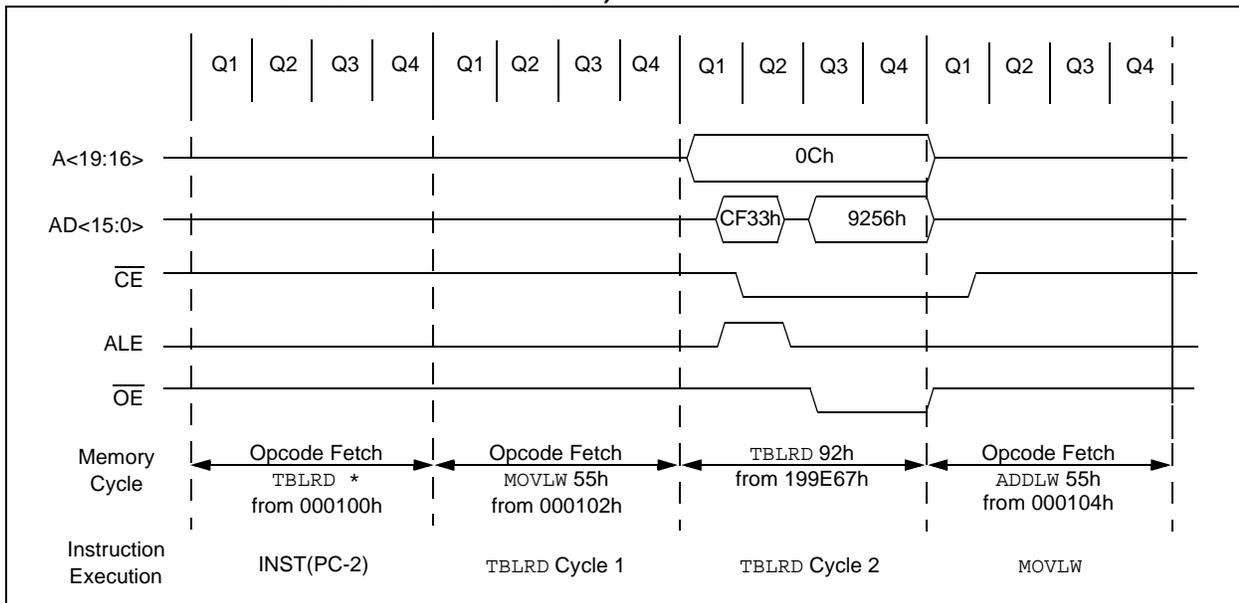 )
Q1 Q2 Q3 Q4 Q1 Q2 Q3 Q4 Q1 Q2 Q3 Q4 Q1 Q2 Q3 Q4
A<19:16>
0Ch
AD<15:0>
CF33h
9256h
CE
ALE
OE
Memory
Cycle
Opcode Fetch
TBLRD *
from 000100h
Opcode Fetch
MOVLW 55h
from 000102h
TBLRD 92h
from 199E67h
Opcode Fetch
ADDLW 55h
from 000104h
Instruction
Execution
INST(PC-2)
TBLRD Cycle 1
TBLRD Cycle 2
MOVLW